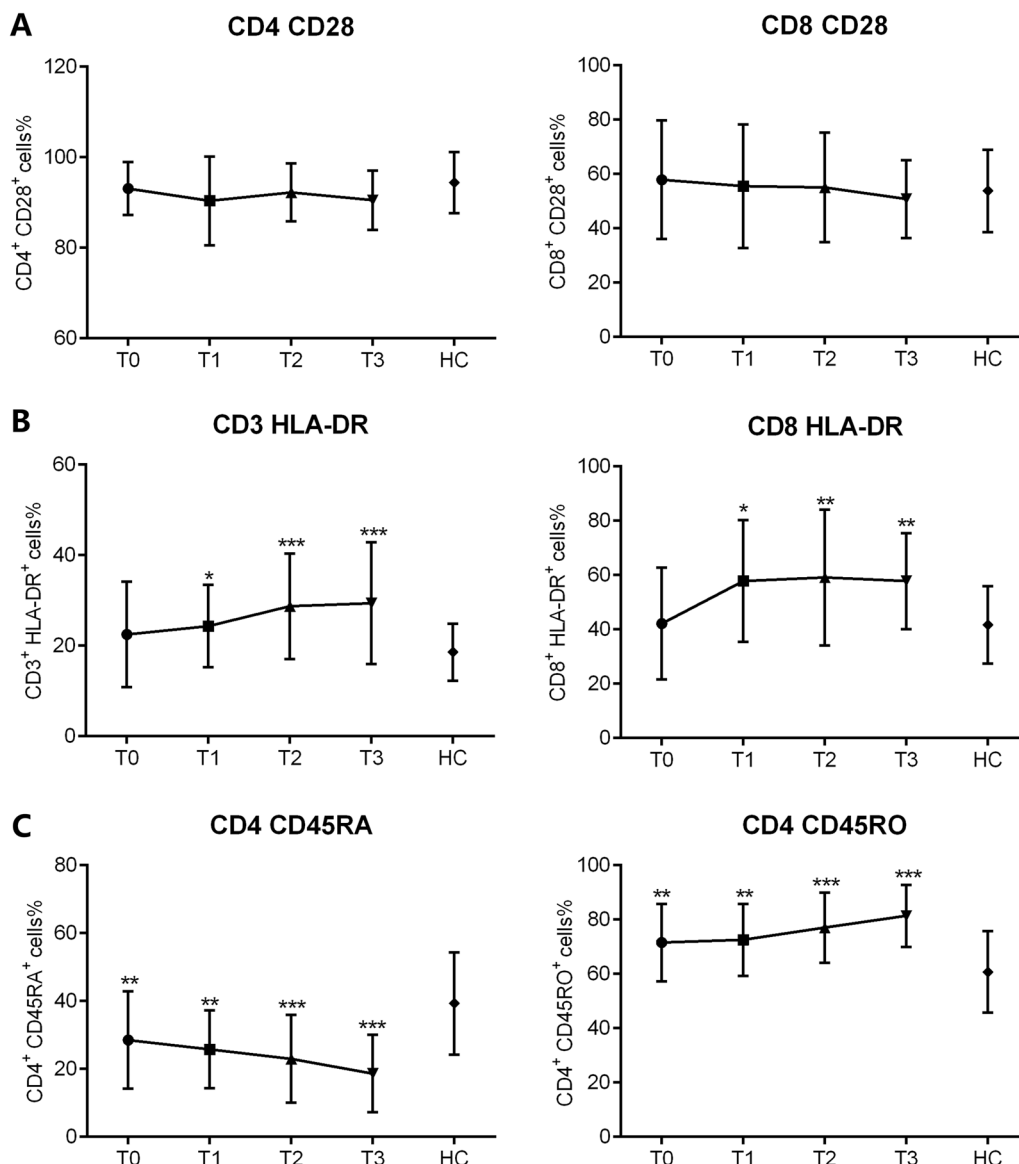 A
CD4 CD28
CD4⁺ CD28⁺ cells%
120
100
80
60
T0 T1 T2 T3 HC
CD8 CD28
CD8⁺ CD28⁺ cells%
100
80
60
40
20
0
T0 T1 T2 T3 HC
B
CD3 HLA-DR
CD3⁺ HLA-DR⁺ cells%
60
40
20
0
* *** ***
T0 T1 T2 T3 HC
CD8 HLA-DR
CD8⁺ HLA-DR⁺ cells%
100
80
60
40
20
0
* ** **
T0 T1 T2 T3 HC
C
CD4 CD45RA
CD4⁺ CD45RA⁺ cells%
80
60
40
20
0
** ** *** ***
T0 T1 T2 T3 HC
CD4 CD45RO
CD4⁺ CD45RO⁺ cells%
100
80
60
40
20
0
** ** *** ***
T0 T1 T2 T3 HC